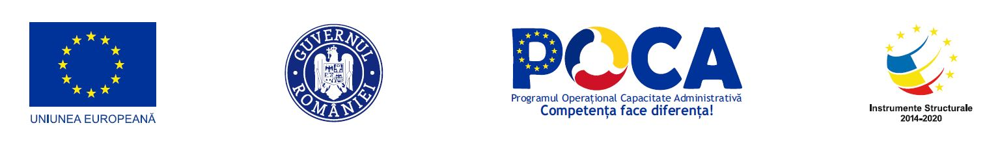 UNIUNEA EUROPEANĂ
GUVERNUL
ROMÂNIEI
POCA
Programul Operațional Capacitate Administrativă
Competența face diferența!
Instrumente Structurale
2014-2020